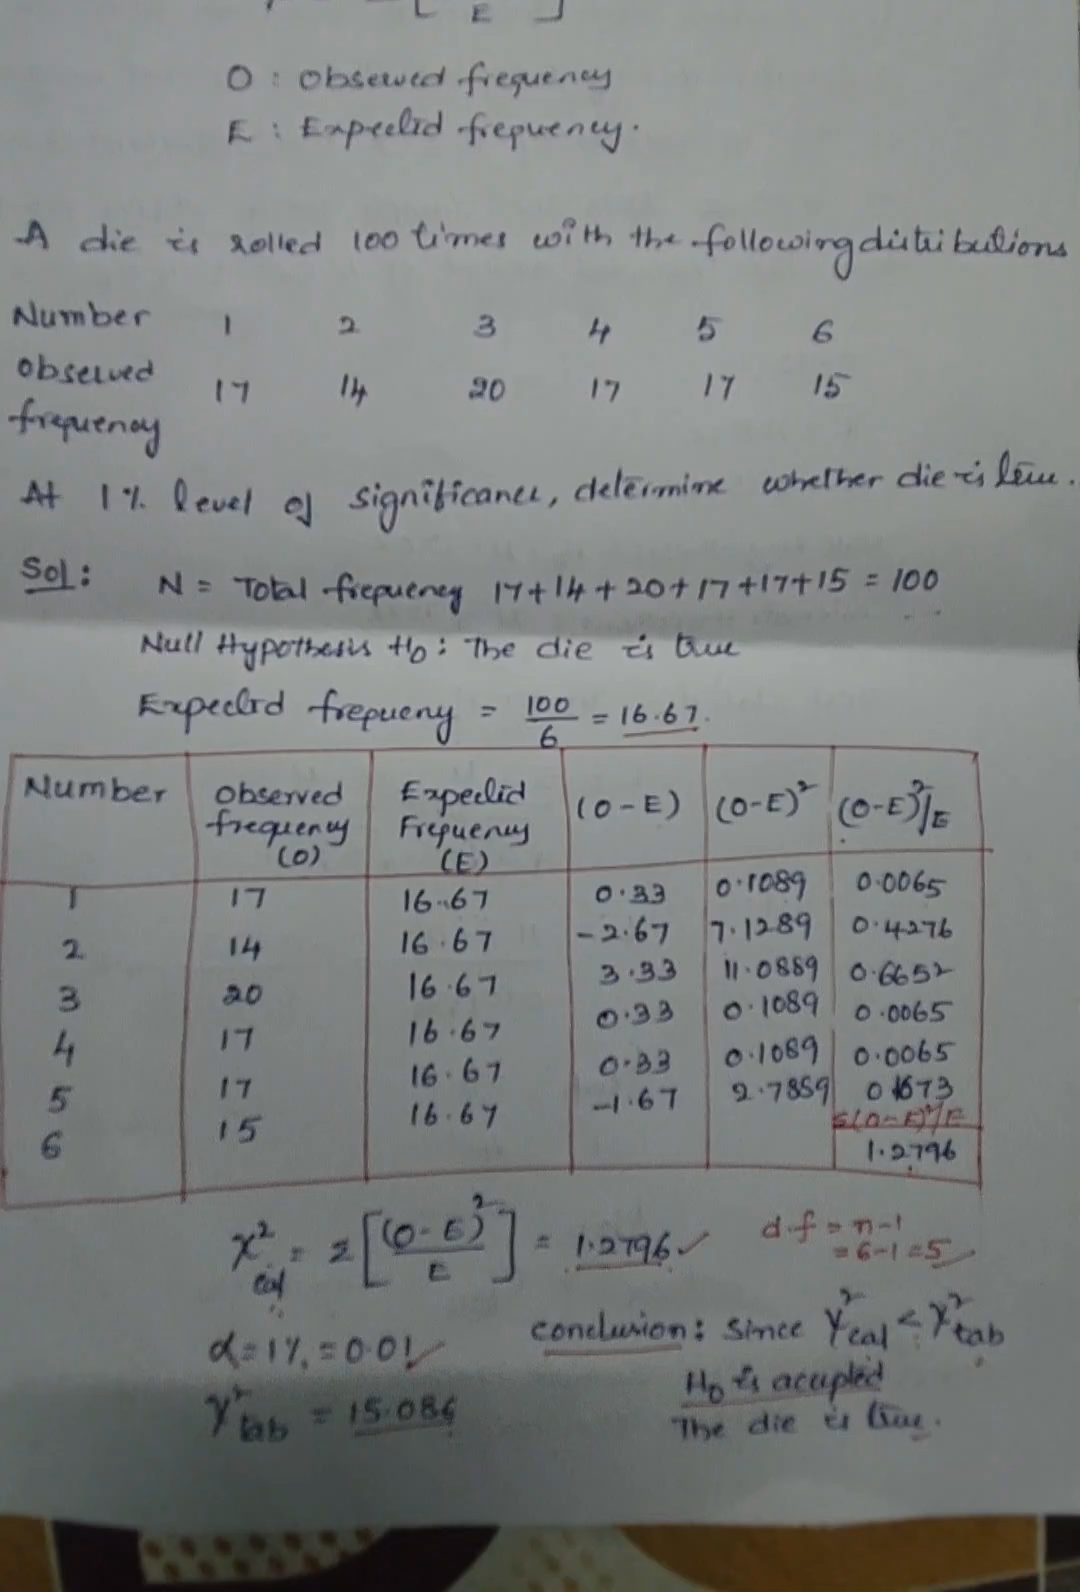 [ E ]
O : Observed frequency
E : Expected frequency.
A die is rolled 100 times with the following distributions
Number 1 2 3 4 5 6
Observed frequency 17 14 20 17 17 15
At 1% level of significance, determine whether die is true.
Sol: N = Total frequency 17+14+20+17+17+15 = 100
Null Hypothesis H₀ : The die is true
Expected frequency = 100/6 = 16.67.
Number Observed frequency (O) Expected Frequency (E) (O-E) (O-E)² (O-E)²/E
1 17 16.67 0.33 0.1089 0.0065
2 14 16.67 -2.67 7.1289 0.4276
3 20 16.67 3.33 11.0889 0.6652
4 17 16.67 0.33 0.1089 0.0065
5 17 16.67 0.33 0.1089 0.0065
6 15 16.67 -1.67 2.7889 0.1673
Σ(O-E)²/E
1.2796
χ²cal = Σ[(O-E)²/E] = 1.2796 ✓
d.f = n-1
= 6-1 = 5
α = 1% = 0.01 ✓
χ²tab = 15.086
conclusion: Since χ²cal < χ²tab
H₀ is accepted
The die is true.